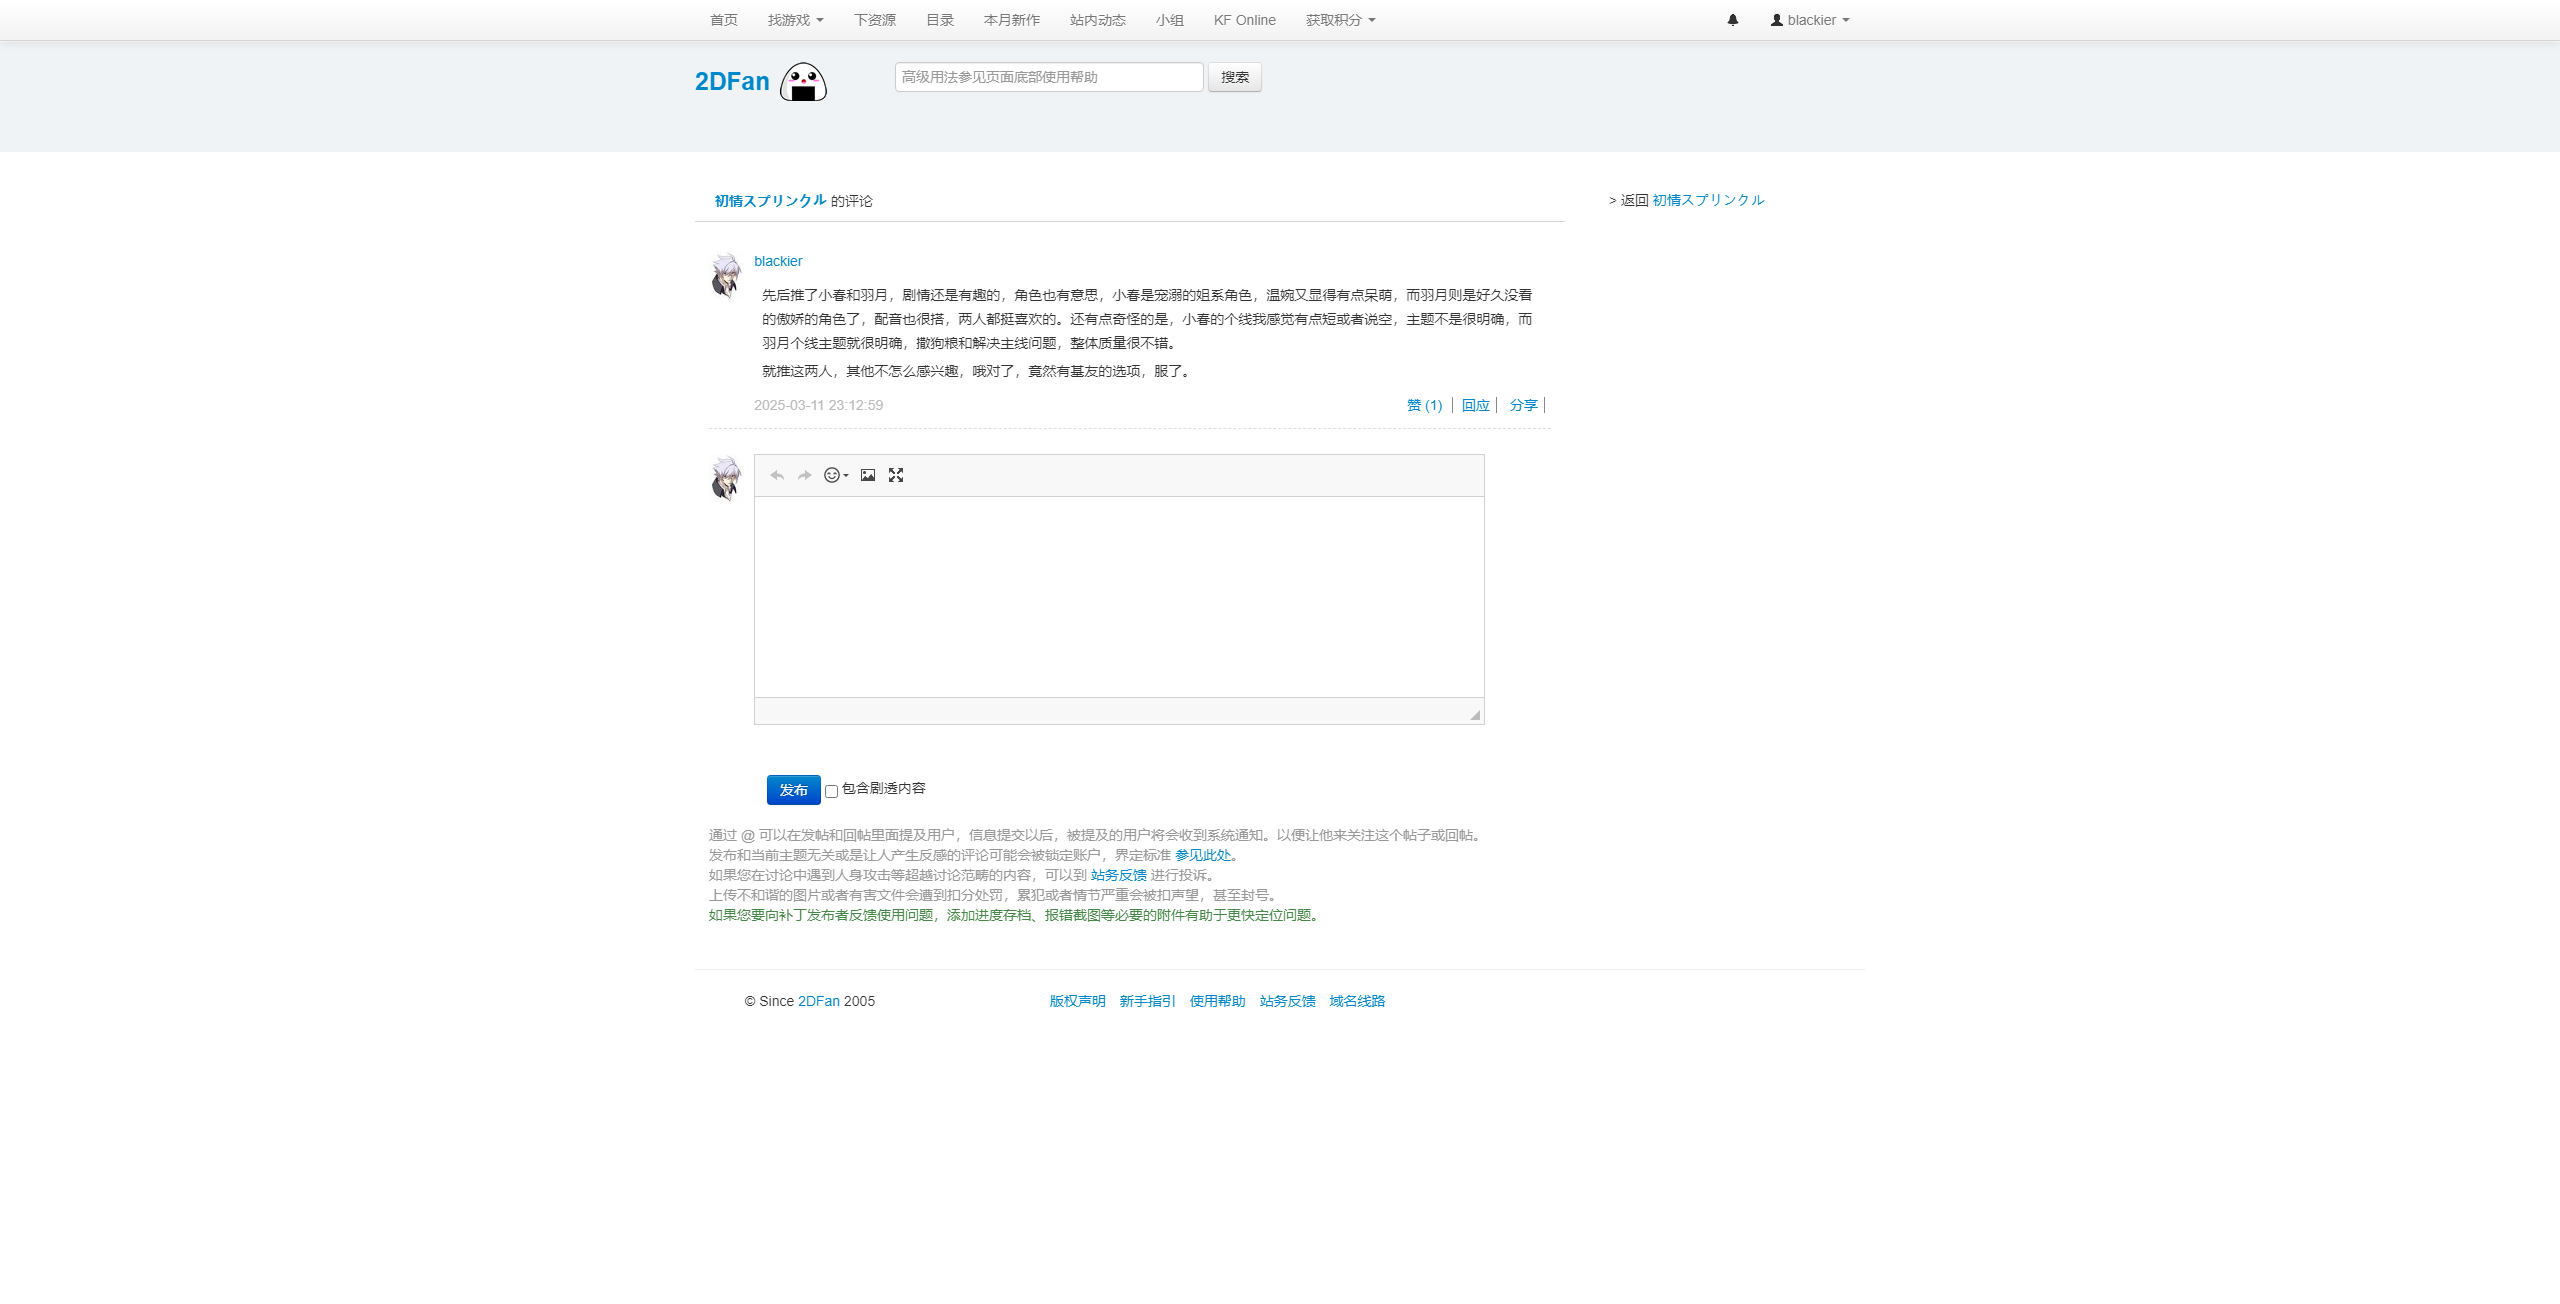 首页 找游戏 下资源 目录 本月新作 站内动态 小组 KF Online 获取积分 blackier
2DFan 高级用法参见页面底部使用帮助 搜索
初情スプリンクル 的评论
> 返回 初情スプリンクル
blackier
先后推了小春和羽月，剧情还是有趣的，角色也有意思，小春是宠溺的姐系角色，温婉又显得有点呆萌，而羽月则是好久没看
的傲娇的角色了，配音也很搭，两人都挺喜欢的。还有点奇怪的是，小春的个线我感觉有点短或者说空，主题不是很明确，而
羽月个线主题就很明确，撒狗粮和解决主线问题，整体质量很不错。
就推这两人，其他不怎么感兴趣，哦对了，竟然有基友的选项，服了。
2025-03-11 23:12:59 赞 (1) 回应 分享
发布 包含剧透内容
通过 @ 可以在发帖和回帖里面提及用户，信息提交以后，被提及的用户将会收到系统通知。以便让他来关注这个帖子或回帖。
发布和当前主题无关或是让人产生反感的评论可能会被锁定账户，界定标准 参见此处。
如果您在讨论中遇到人身攻击等超越讨论范畴的内容，可以到 站务反馈 进行投诉。
上传不和谐的图片或者有害文件会遭到扣分处罚，累犯或者情节严重会被扣声望，甚至封号。
如果您要向补丁发布者反馈使用问题，添加进度存档、报错截图等必要的附件有助于更快定位问题。
© Since 2DFan 2005 版权声明 新手指引 使用帮助 站务反馈 域名线路